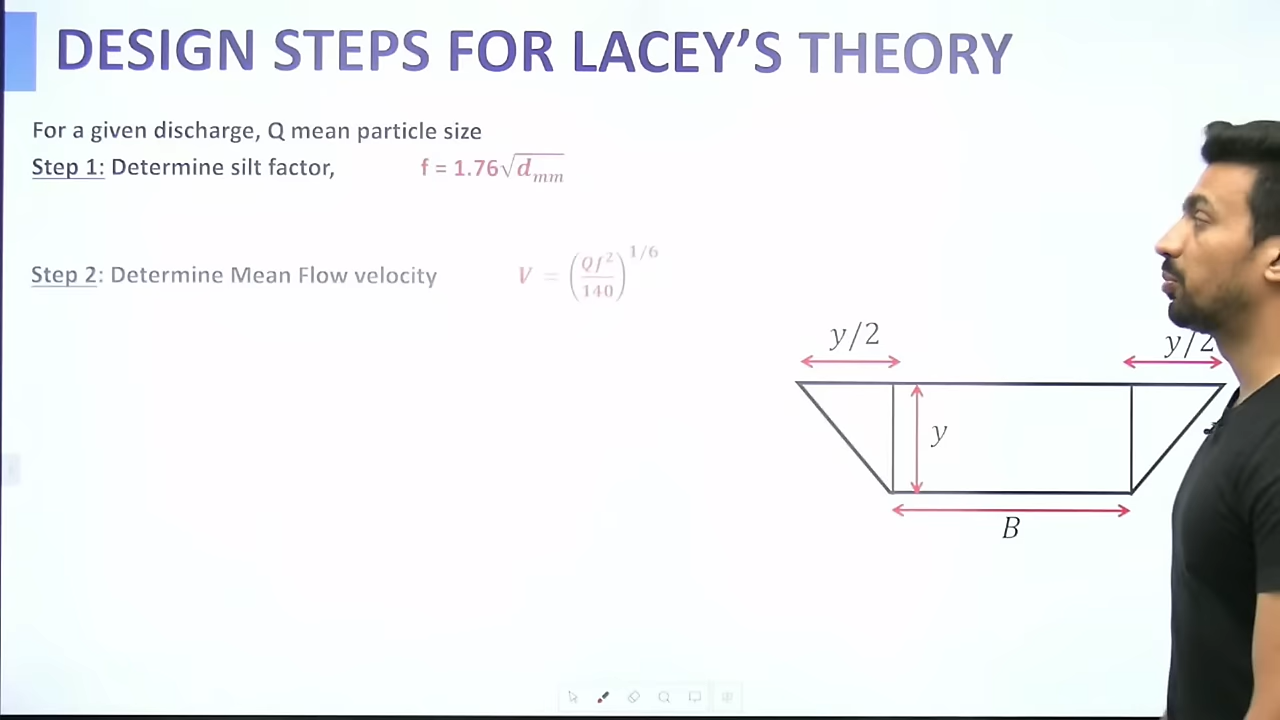 DESIGN STEPS FOR LACEY'S THEORY
For a given discharge, Q mean particle size
Step 1: Determine silt factor, f = 1.76√d_mm
Step 2: Determine Mean Flow velocity V = (Qf²/140)^1/6
y/2 y/2
y
B